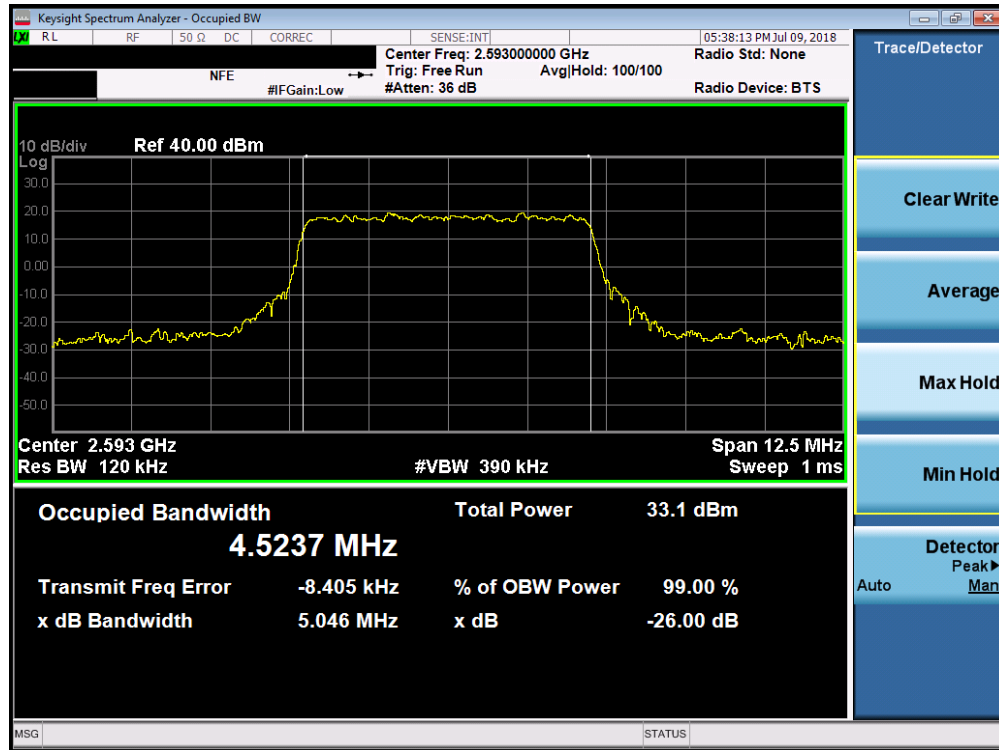 Keysight Spectrum Analyzer - Occupied BW
LXI RL RF 50 Ω DC CORREC SENSE:INT 05:38:13 PM Jul 09, 2018
Center Freq: 2.593000000 GHz Radio Std: None
NFE Trig: Free Run Avg|Hold: 100/100
#IFGain:Low #Atten: 36 dB Radio Device: BTS
Trace/Detector
10 dB/div Ref 40.00 dBm
Log
30.0
20.0
10.0
0.00
-10.0
-20.0
-30.0
-40.0
-50.0
Center 2.593 GHz Span 12.5 MHz
Res BW 120 kHz #VBW 390 kHz Sweep 1 ms
Occupied Bandwidth Total Power 33.1 dBm
4.5237 MHz
Transmit Freq Error -8.405 kHz % of OBW Power 99.00 %
x dB Bandwidth 5.046 MHz x dB -26.00 dB
Clear Write
Average
Max Hold
Min Hold
Detector
Peak▶
Auto Man
MSG STATUS